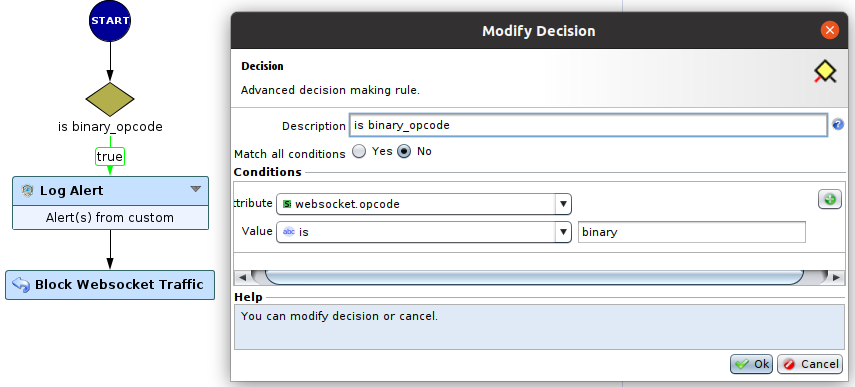 START
is binary_opcode
true
Log Alert
Alert(s) from custom
Block Websocket Traffic
Modify Decision
Decision
Advanced decision making rule.
Description is binary_opcode ?
Match all conditions Yes No
Conditions
ttribute S websocket.opcode
Value abc is binary
Help
You can modify decision or cancel.
Ok Cancel